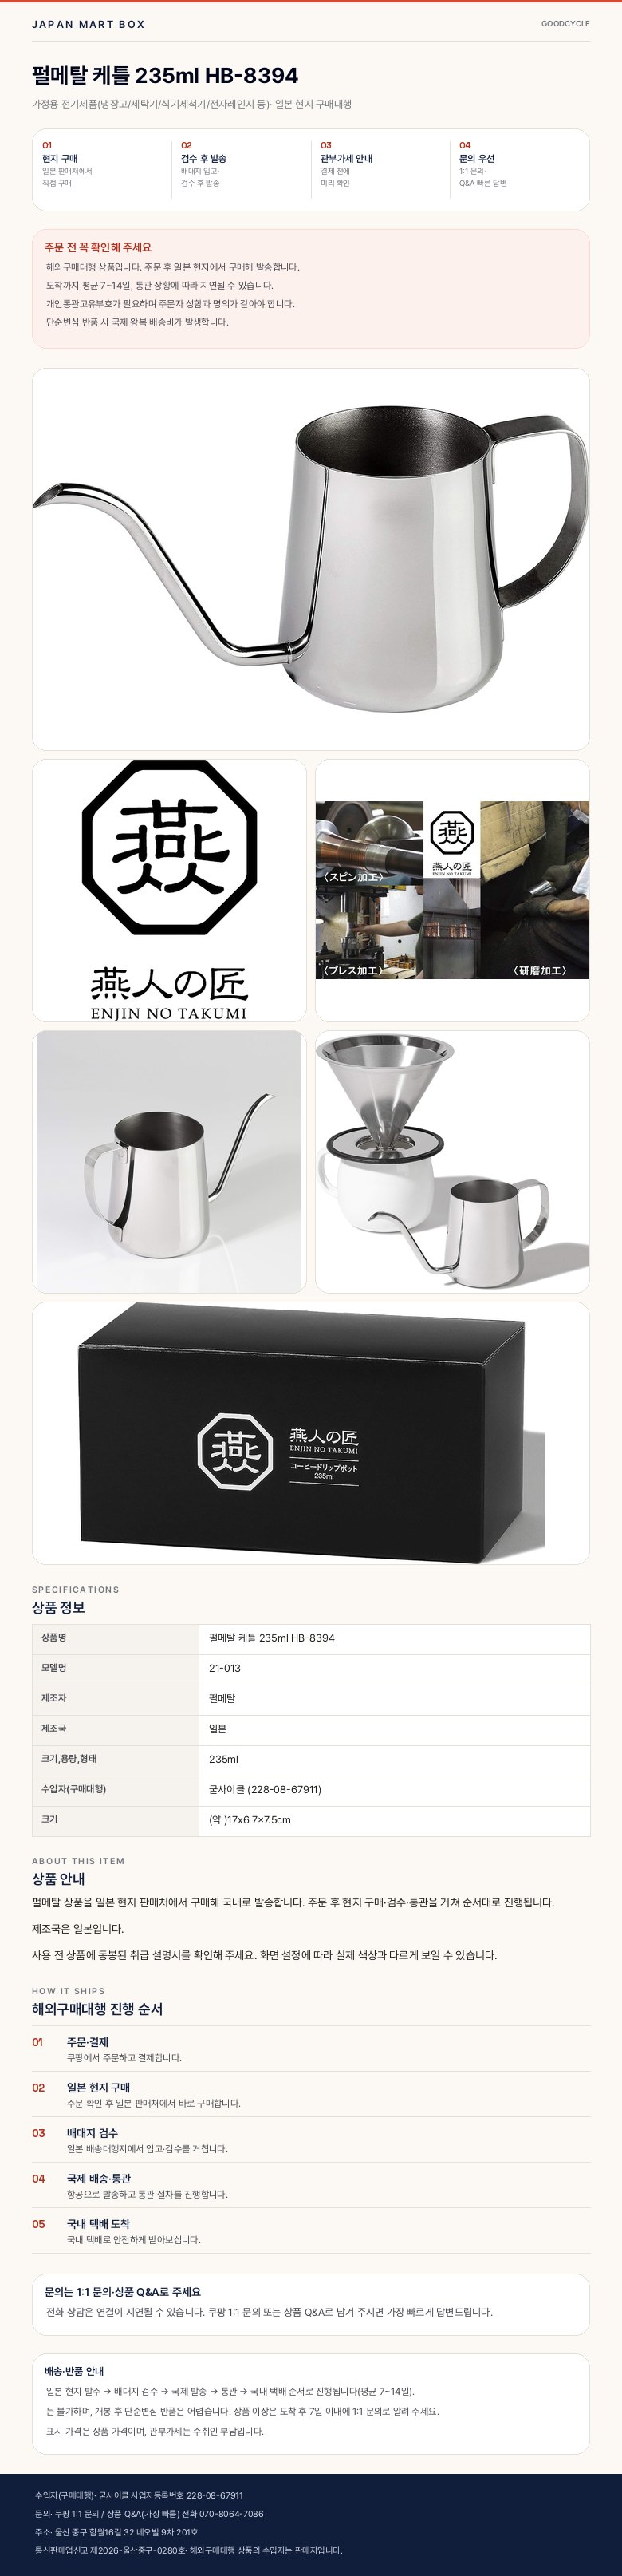 JAPAN MART BOX
GOODCYCLE
펄메탈 케틀 235ml HB-8394
가정용 전기제품(냉장고/세탁기/식기세척기/전자레인지 등)· 일본 현지 구매대행
01
현지 구매
일본 판매처에서
직접 구매
02
검수 후 발송
배대지 입고·
검수 후 발송
03
관부가세 안내
결제 전에
미리 확인
04
문의 우선
1:1 문의·
Q&A 빠른 답변
주문 전 꼭 확인해 주세요
해외구매대행 상품입니다. 주문 후 일본 현지에서 구매해 발송합니다.
도착까지 평균 7~14일, 통관 상황에 따라 지연될 수 있습니다.
개인통관고유부호가 필요하며 주문자 성함과 명의가 같아야 합니다.
단순변심 반품 시 국제 왕복 배송비가 발생합니다.
燕
燕人の匠
ENJIN NO TAKUMI
燕
燕人の匠
ENJIN NO TAKUMI
〈スピン加工〉
〈プレス加工〉
〈研磨加工〉
燕
燕人の匠
ENJIN NO TAKUMI
コーヒードリップポット
235ml
SPECIFICATIONS
상품 정보
상품명 펄메탈 케틀 235ml HB-8394
모델명 21-013
제조자 펄메탈
제조국 일본
크기,용량,형태 235ml
수입자(구매대행) 굳사이클 (228-08-67911)
크기 (약 )17x6.7×7.5cm
ABOUT THIS ITEM
상품 안내
펄메탈 상품을 일본 현지 판매처에서 구매해 국내로 발송합니다. 주문 후 현지 구매·검수·통관을 거쳐 순서대로 진행됩니다.
제조국은 일본입니다.
사용 전 상품에 동봉된 취급 설명서를 확인해 주세요. 화면 설정에 따라 실제 색상과 다르게 보일 수 있습니다.
HOW IT SHIPS
해외구매대행 진행 순서
01 주문·결제
쿠팡에서 주문하고 결제합니다.
02 일본 현지 구매
주문 확인 후 일본 판매처에서 바로 구매합니다.
03 배대지 검수
일본 배송대행지에서 입고·검수를 거칩니다.
04 국제 배송·통관
항공으로 발송하고 통관 절차를 진행합니다.
05 국내 택배 도착
국내 택배로 안전하게 받아보십니다.
문의는 1:1 문의·상품 Q&A로 주세요
전화 상담은 연결이 지연될 수 있습니다. 쿠팡 1:1 문의 또는 상품 Q&A로 남겨 주시면 가장 빠르게 답변드립니다.
배송·반품 안내
일본 현지 발주 → 배대지 검수 → 국제 발송 → 통관 → 국내 택배 순서로 진행됩니다(평균 7~14일).
는 불가하며, 개봉 후 단순변심 반품은 어렵습니다. 상품 이상은 도착 후 7일 이내에 1:1 문의로 알려 주세요.
표시 가격은 상품 가격이며, 관부가세는 수취인 부담입니다.
수입자(구매대행)· 굳사이클 사업자등록번호 228-08-67911
문의· 쿠팡 1:1 문의 / 상품 Q&A(가장 빠름) 전화 070-8064-7086
주소· 울산 중구 함월16길 32 네오빌 9차 201호
통신판매업신고 제2026-울산중구-0280호· 해외구매대행 상품의 수입자는 판매자입니다.